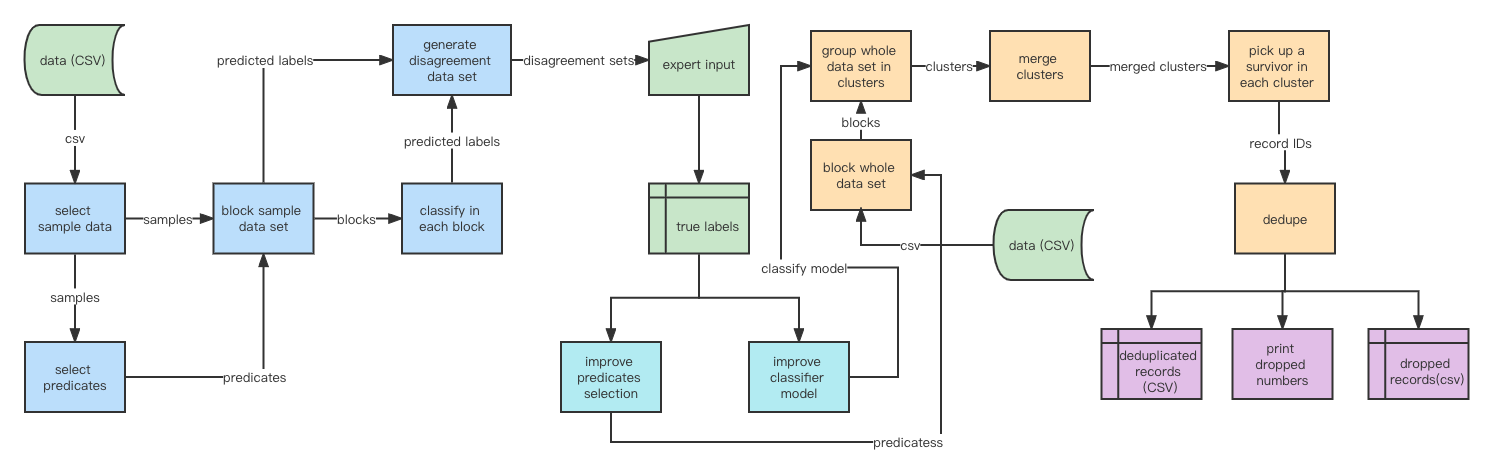 data (CSV)
csv
select
sample data
samples
select
predicates
samples
predicates
block sample
data set
predicted labels
blocks
classify in
each block
predicted labels
generate
disagreement
data set
disagreement sets
expert input
true labels
improve
predicates
selection
improve
classifier
model
predicatess
classify model
data (CSV)
csv
block whole
data set
blocks
group whole
data set in
clusters
clusters
merge
clusters
merged clusters
pick up a
survivor in
each cluster
record IDs
dedupe
deduplicated
records
(CSV)
print
dropped
numbers
dropped
records(csv)